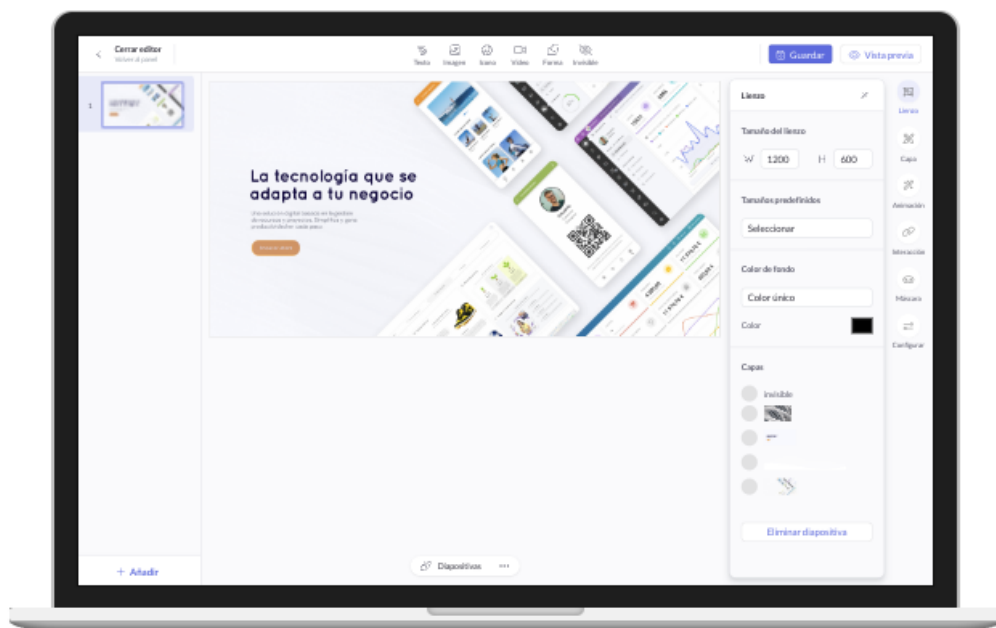 Cerrar editor
Volver al panel
Texto
Imagen
Icono
Vídeo
Forma
Invisible
Guardar
Vista previa
1
La tecnología que se
adapta a tu negocio
Lienzo
Tamaño del lienzo
W 1200 H 600
Tamaños predefinidos
Seleccionar
Color de fondo
Color único
Color
Capas
invisible
Eliminar diapositiva
Lienzo
Capa
Animación
Interacción
Máscara
Configurar
+ Añadir
Diapositivas